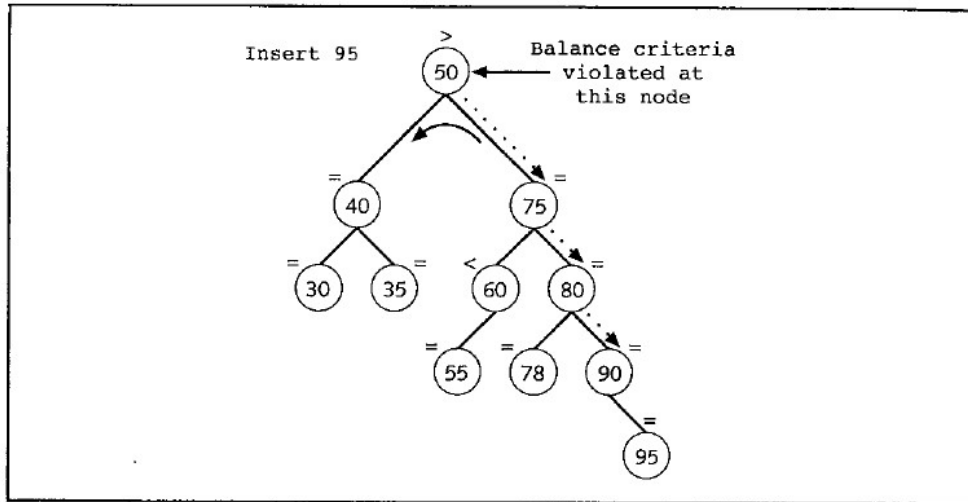 >
Insert 95
Balance criteria
violated at
this node
50
= =
40 75
= = < =
30 35 60 80
= = =
55 78 90
=
95